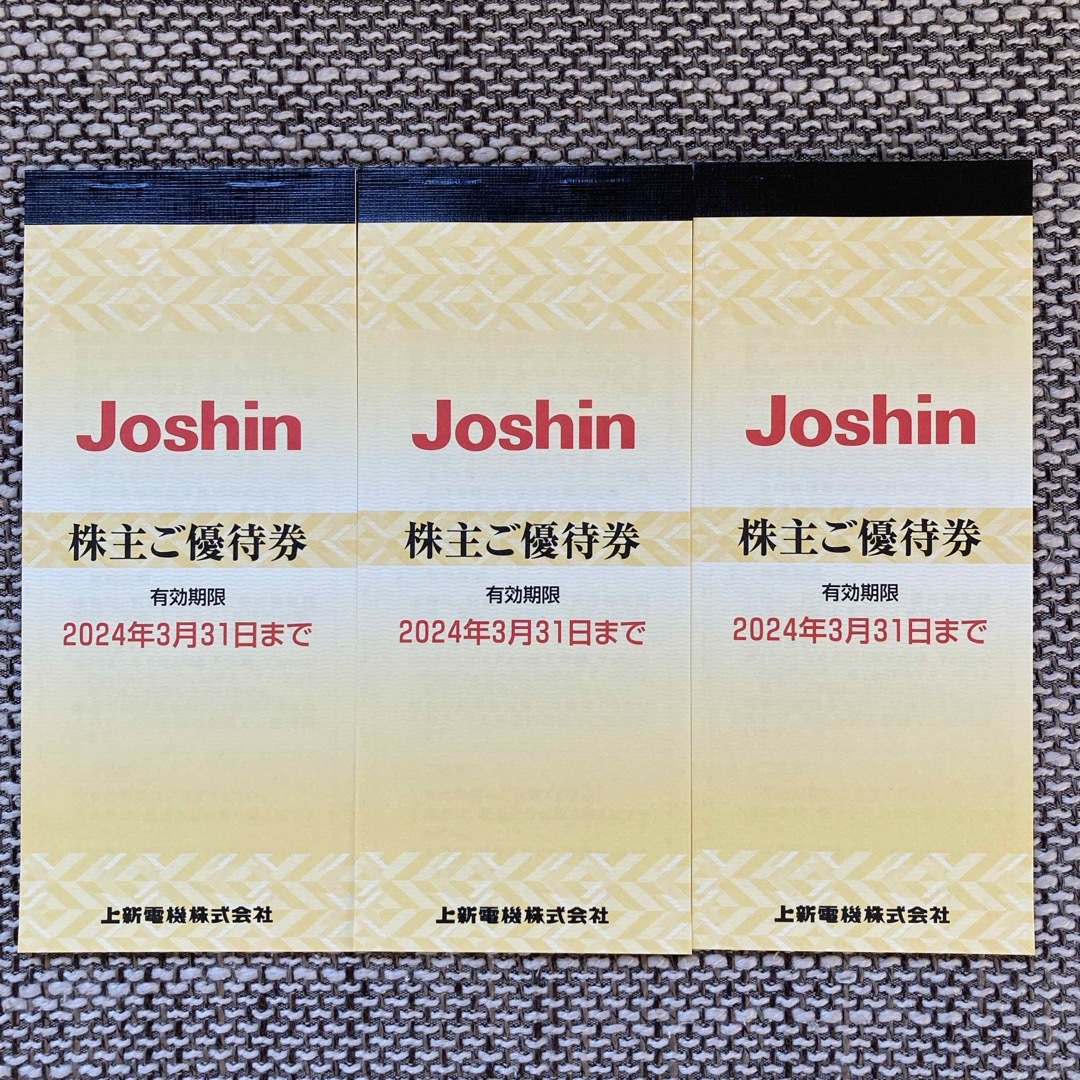 Joshin
株主ご優待券
有効期限
2024年3月31日まで
上新電機株式会社
Joshin
株主ご優待券
有効期限
2024年3月31日まで
上新電機株式会社
Joshin
株主ご優待券
有効期限
2024年3月31日まで
上新電機株式会社